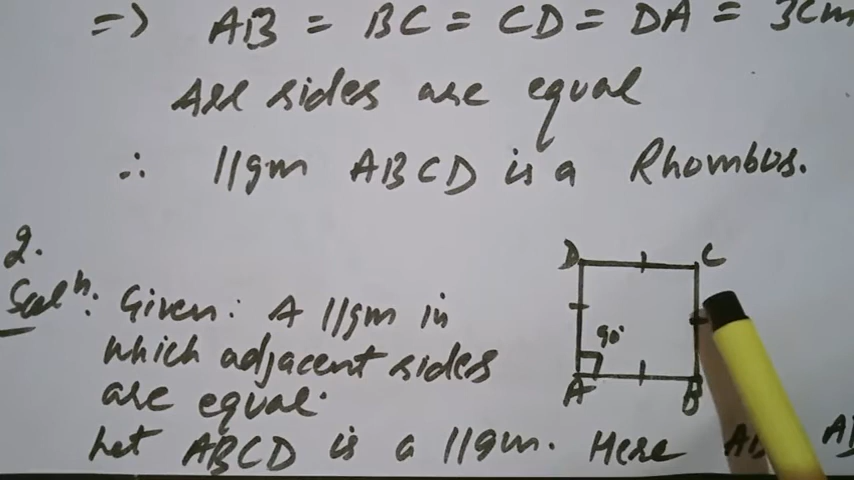 => AB = BC = CD = DA = 3cm
All sides are equal
∴ ||gm ABCD is a Rhombus.
2.
Solⁿ: Given: A ||gm in
which adjacent sides
are equal.
D C
90°
A B
Let ABCD is a ||gm. Here